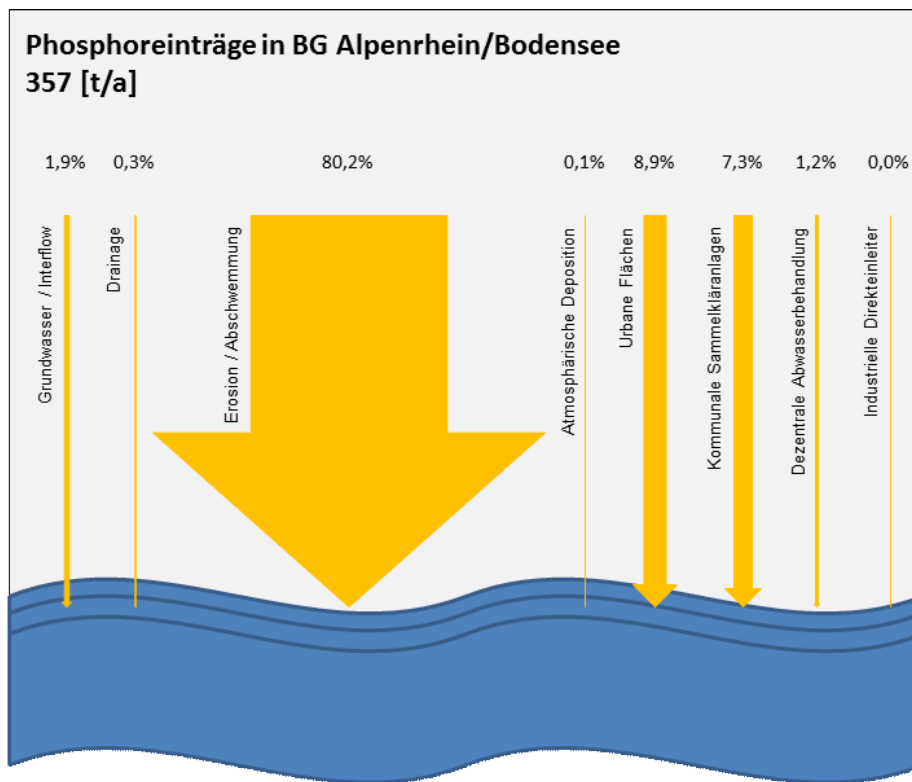 Phosphoreinträge in BG Alpenrhein/Bodensee
357 [t/a]
1,9%
0,3%
80,2%
0,1%
8,9%
7,3%
1,2%
0,0%
Grundwasser / Interflow
Drainage
Erosion / Abschwemmung
Atmosphärische Deposition
Urbane Flächen
Kommunale Sammelkläranlagen
Dezentrale Abwasserbehandlung
Industrielle Direkteinleiter